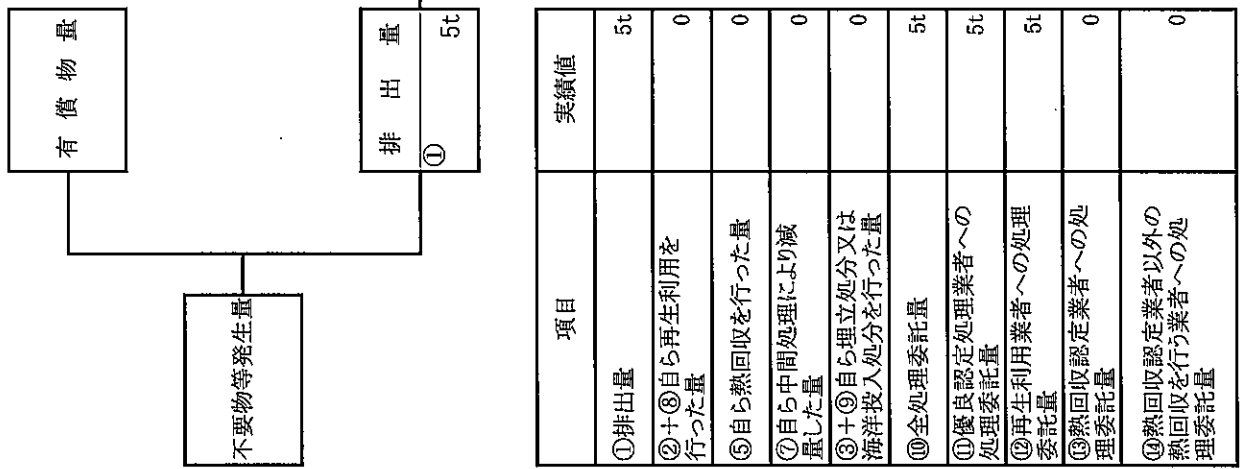 有償物量
不要物等発生量
排出量
①
5t
項目
実績値
①排出量
5t
②+⑧自ら再生利用を
行った量
0
⑤自ら熱回収を行った量
0
⑦自ら中間処理により減
量した量
0
③+⑨自ら埋立処分又は
海洋投入処分を行った量
0
⑩全処理委託量
5t
⑪優良認定処理業者への
処理委託量
5t
⑫再生利用業者への処理
委託量
5t
⑬熱回収認定業者への処
理委託量
0
⑭熱回収認定業者以外の
熱回収を行う業者への処
理委託量
0